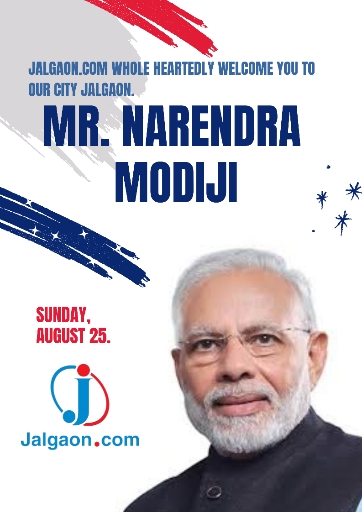 JALGAON.COM WHOLE HEARTEDLY WELCOME YOU TO
OUR CITY JALGAON.
MR. NARENDRA
MODIJI
SUNDAY,
AUGUST 25.
j
Jalgaon.com